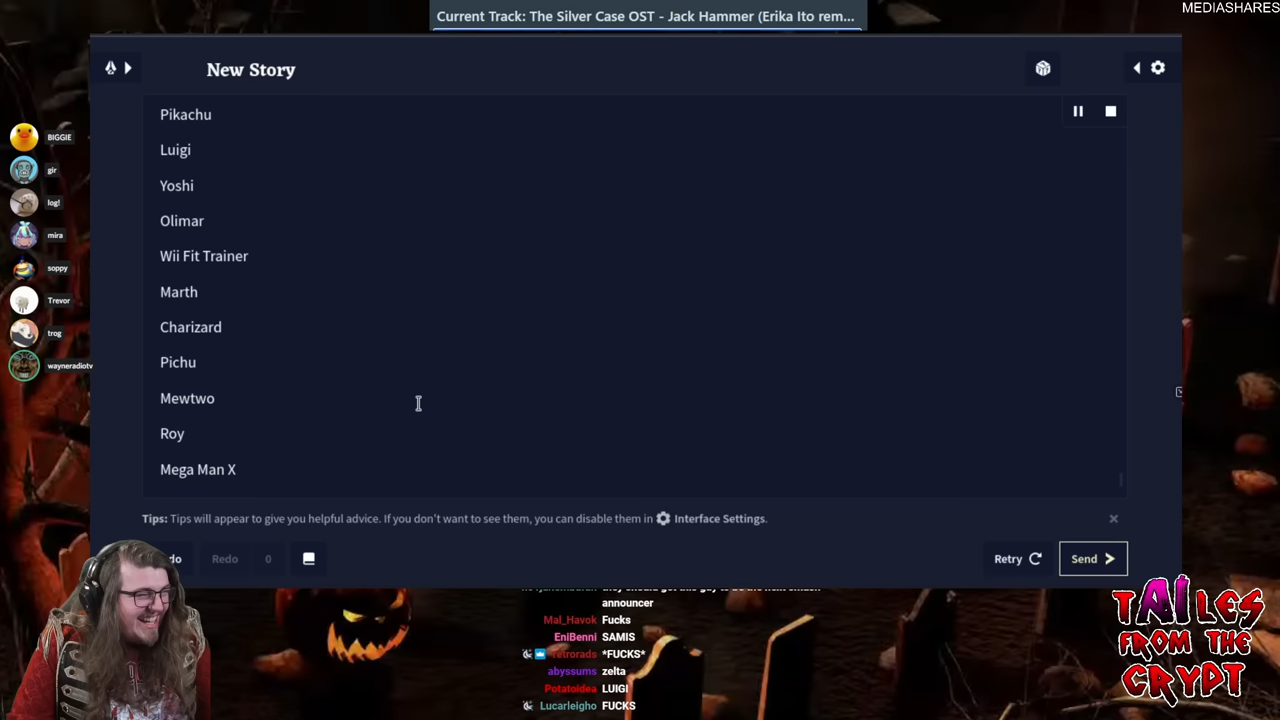 MEDIASHARES
Current Track: The Silver Case OST - Jack Hammer (Erika Ito rem...
New Story
Pikachu
Luigi
Yoshi
Olimar
Wii Fit Trainer
Marth
Charizard
Pichu
Mewtwo
Roy
Mega Man X
BIGGIE
gir
log!
mira
soppy
Trevor
trog
wayneradiotv
Tips: Tips will appear to give you helpful advice. If you don't want to see them, you can disable them in Interface Settings.
do
Redo
0
Retry
Send
announcer
Mal_Havok Fucks
EniBenni SAMIS
retrorads *FUCKS*
abyssums zelta
Potatoidea LUIGI
Lucarleigho FUCKS
TAILES
FROM THE
CRYPT